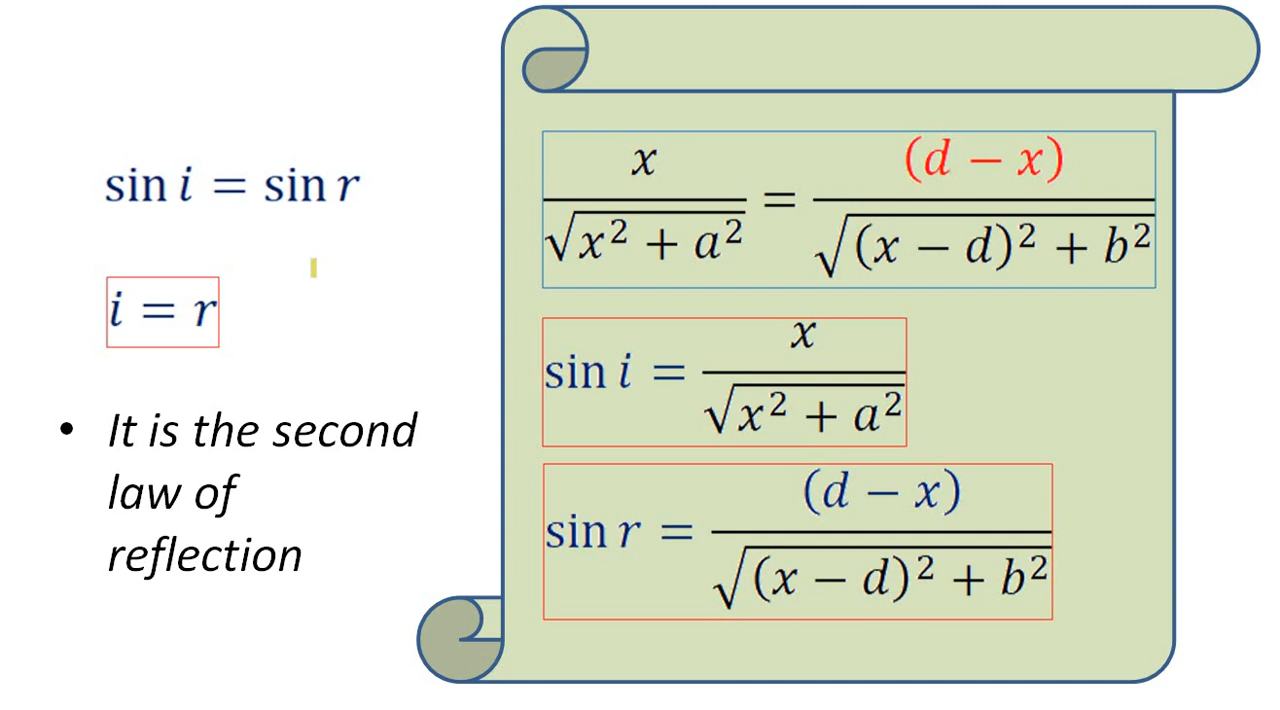 sin i = sin r
i = r
• It is the second
law of
reflection
x / √(x² + a²) = (d − x) / √((x − d)² + b²)
sin i = x / √(x² + a²)
sin r = (d − x) / √((x − d)² + b²)